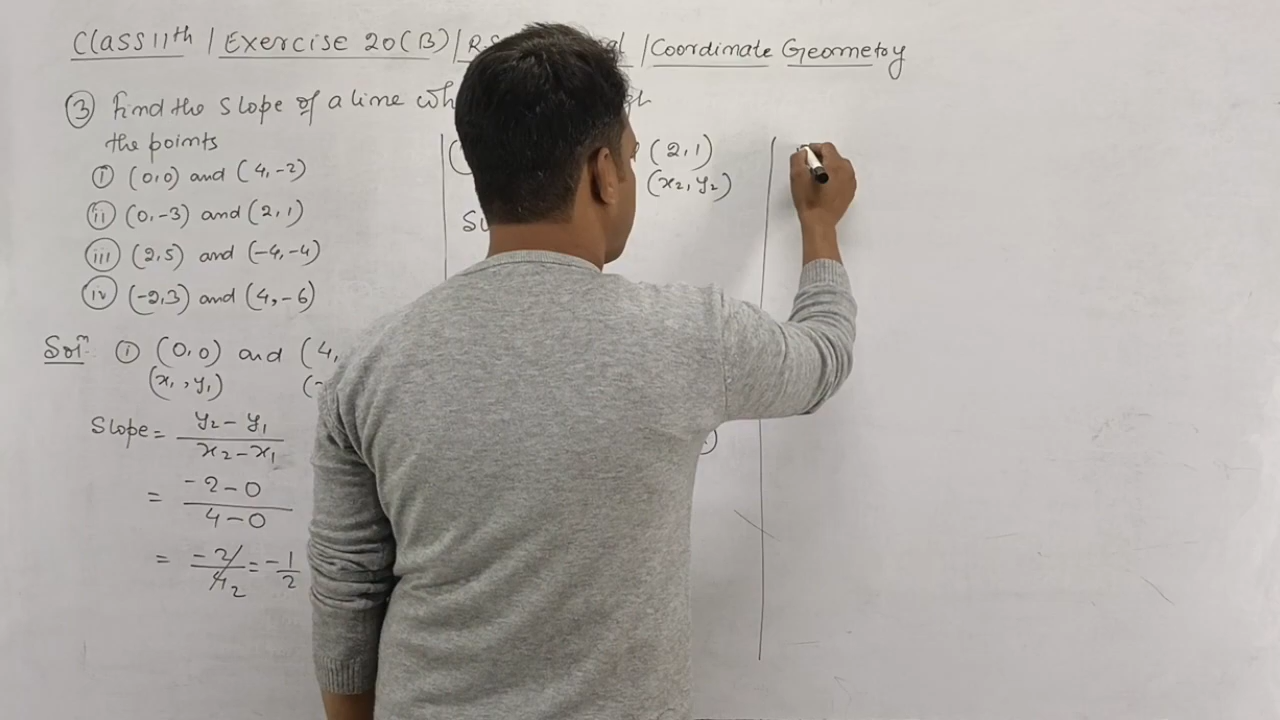 Class 11th / Exercise 20(B) / / Coordinate Geometry
③ Find the slope of a line
the points
ⓘ (0,0) and (4,-2)
ⓘⓘ (0,-3) and (2,1)
ⓘⓘⓘ (2,5) and (-4,-4)
ⓘⓥ (-2,3) and (4,-6)
Sol^n ⓘ (0,0) and (4,
(x₁,y₁) (
Slope = (y₂-y₁)/(x₂-x₁)
= (-2-0)/(4-0)
= -2/4 2 = -1/2
( (2,1)
(x₂,y₂)